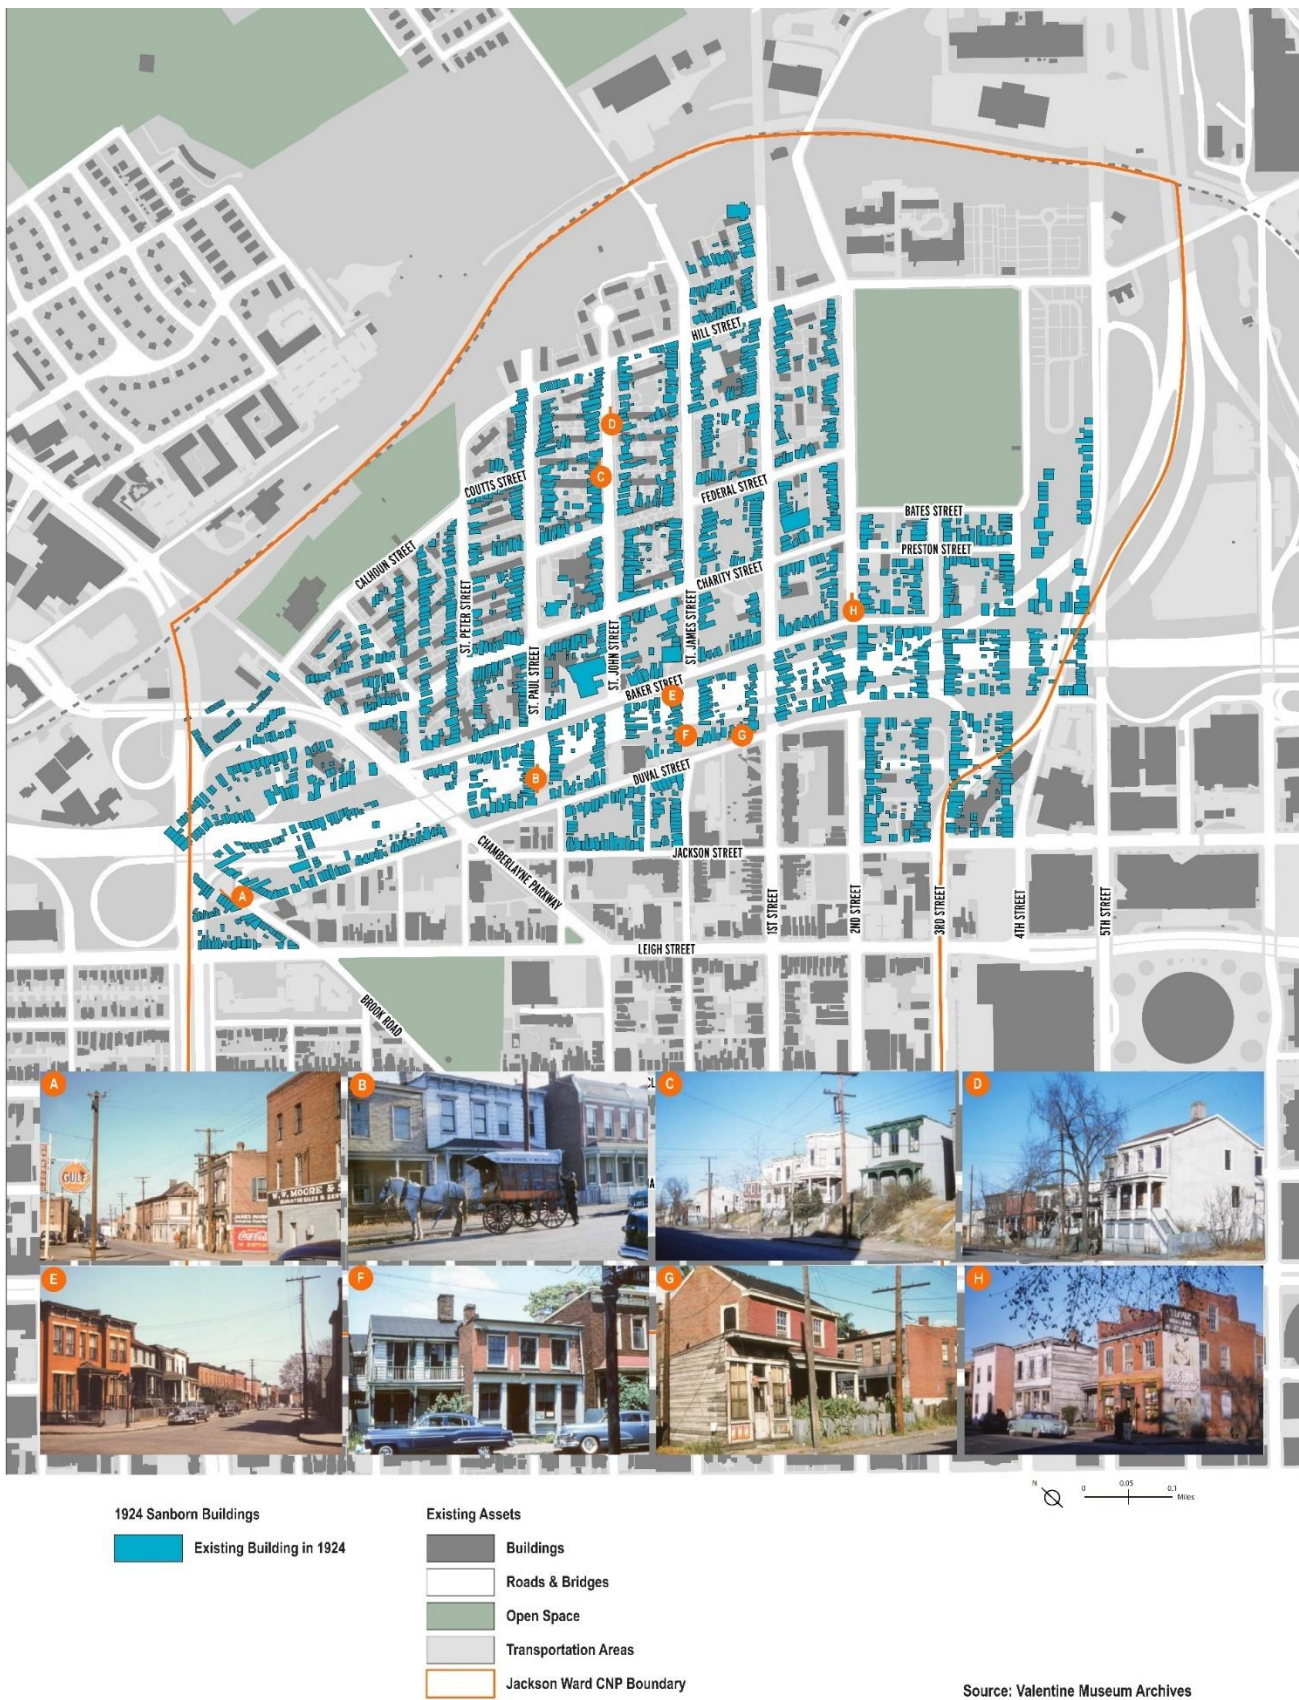 HILL STREET
D
C
COUTTS STREET
FEDERAL STREET
BATES STREET
PRESTON STREET
CALHOUN STREET
CHARITY STREET
H
ST. PETER STREET
ST. JAMES STREET
ST. JOHN STREET
ST. PAUL STREET
BAKER STREET
E
F
G
B
DUVAL STREET
CHAMBERLAYNE PARKWAY
JACKSON STREET
A
1ST STREET
2ND STREET
3RD STREET
4TH STREET
5TH STREET
LEIGH STREET
BROOK ROAD
A
B
C
D
GULF
W.W. MOORE & S
Coca-Cola
E
F
G
H
N
0
0.05
0.1
Miles
1924 Sanborn Buildings
Existing Building in 1924
Existing Assets
Buildings
Roads & Bridges
Open Space
Transportation Areas
Jackson Ward CNP Boundary
Source: Valentine Museum Archives